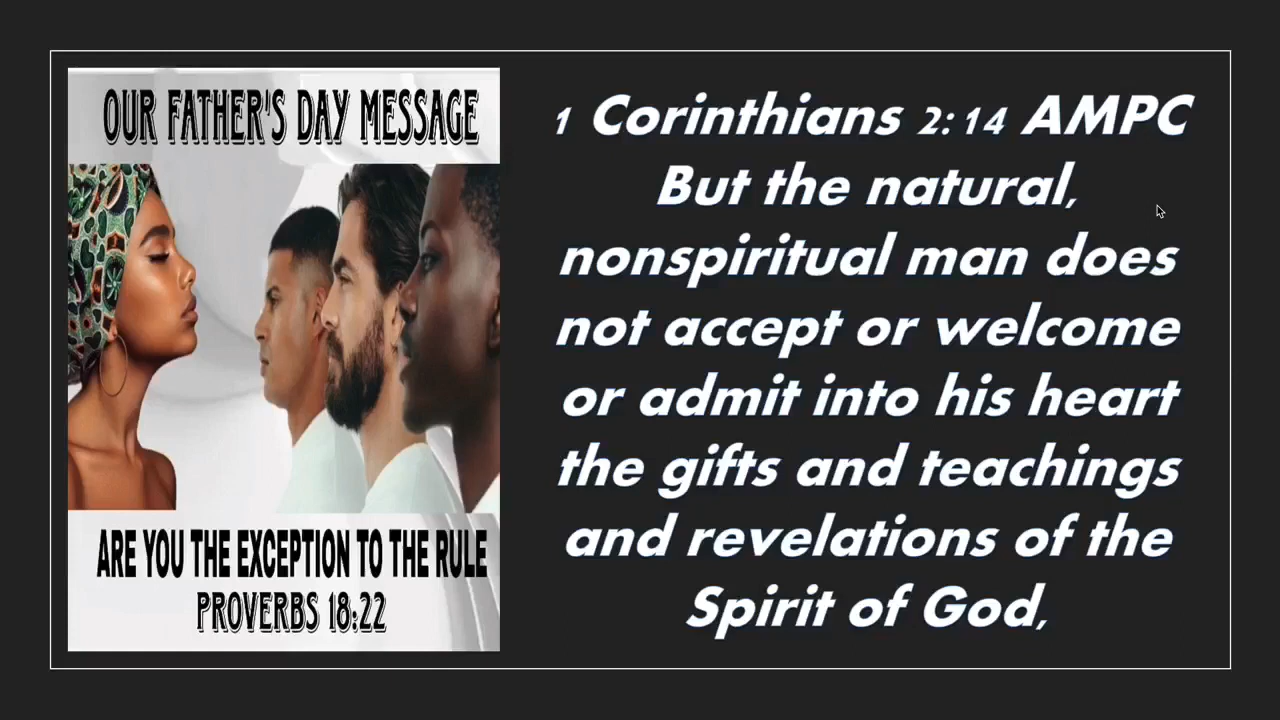 OUR FATHER'S DAY MESSAGE
ARE YOU THE EXCEPTION TO THE RULE
PROVERBS 18:22
1 Corinthians 2:14 AMPC
But the natural,
nonspiritual man does
not accept or welcome
or admit into his heart
the gifts and teachings
and revelations of the
Spirit of God,